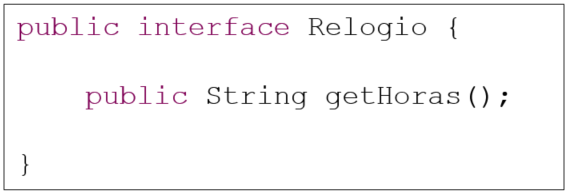 public interface Relogio {
public String getHoras();
}